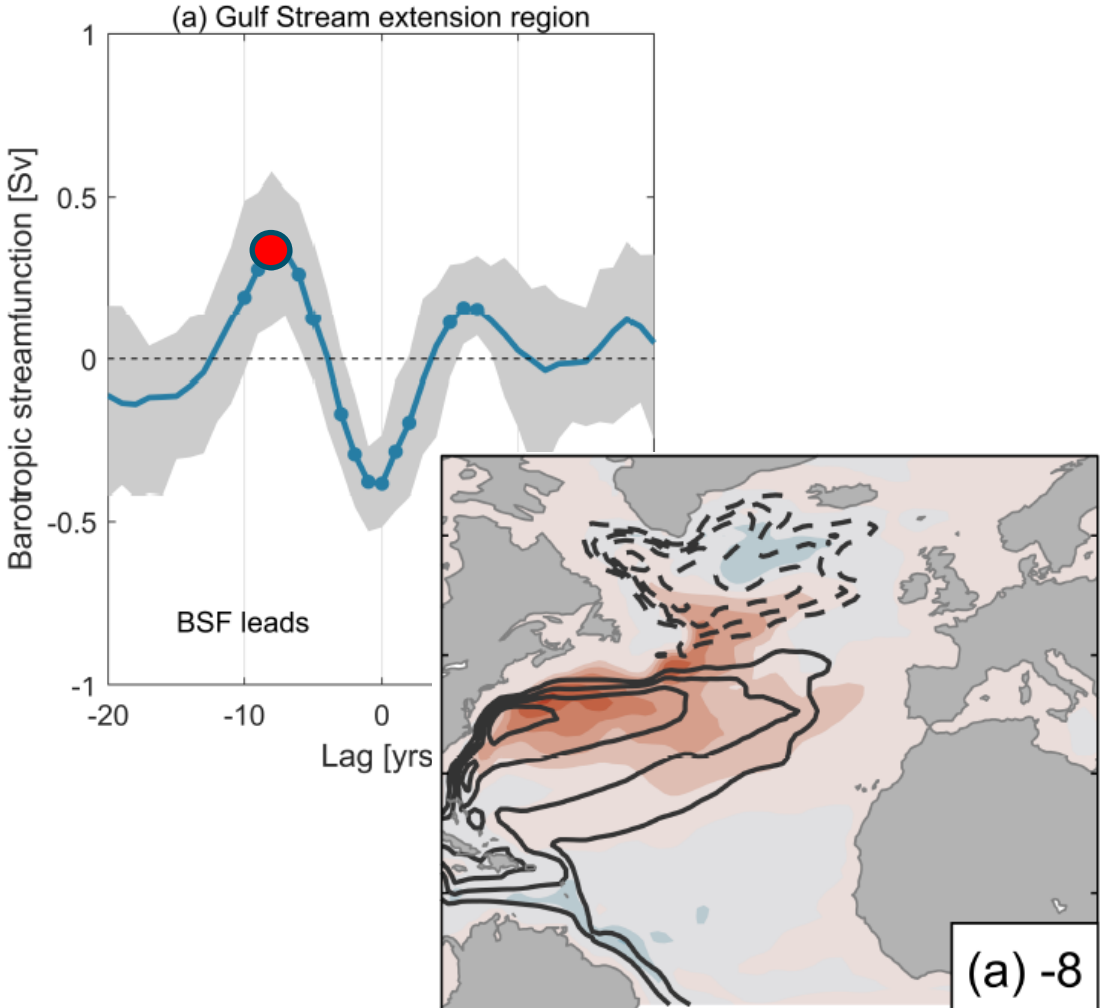 (a) Gulf Stream extension region
Barotropic streamfunction [Sv]
1
0.5
0
-0.5
-1
BSF leads
-20
-10
0
Lag [yrs
(a) -8